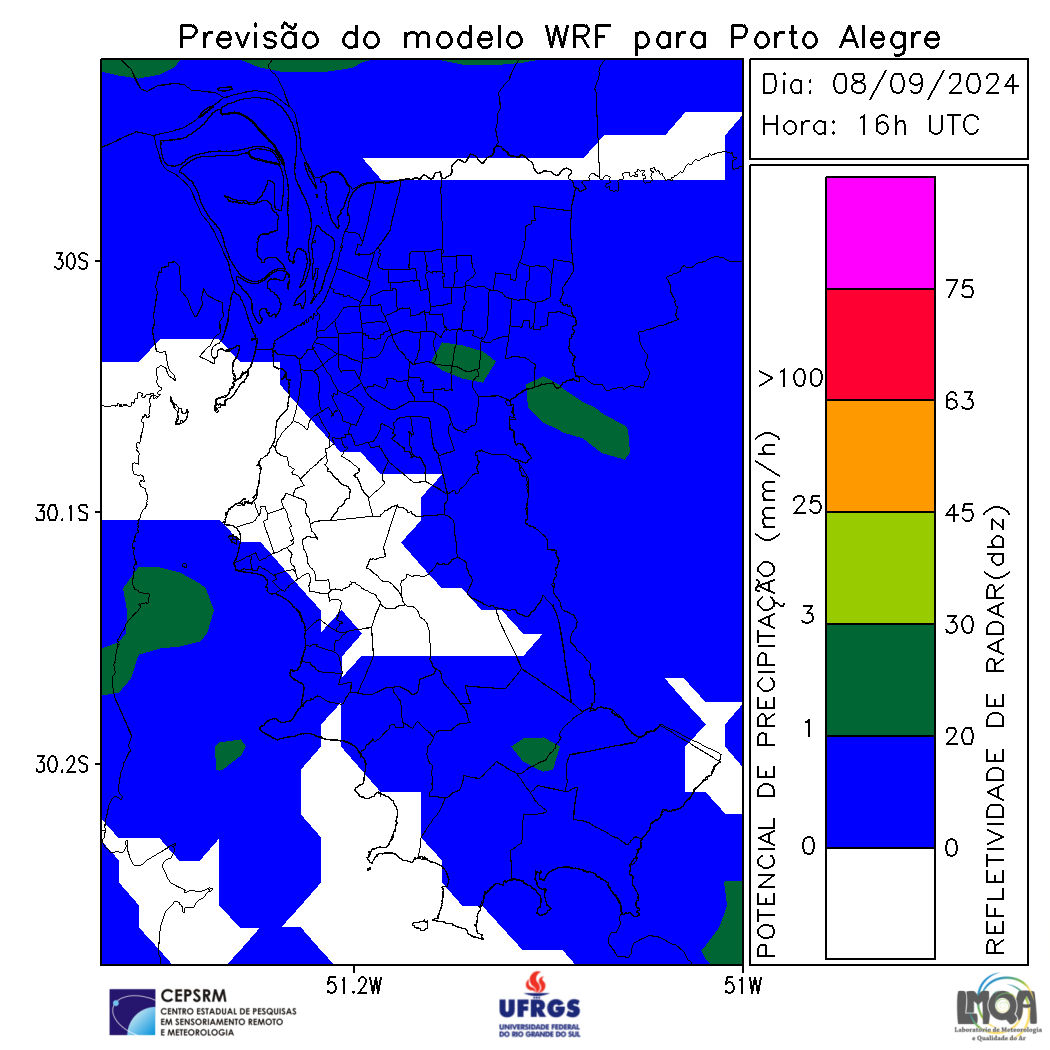 Previsão do modelo WRF para Porto Alegre
Dia: 08/09/2024
Hora: 16h UTC
30S
30.1S
30.2S
51.2W
51W
POTENCIAL DE PRECIPITAÇÃO (mm/h)
>100
25
3
1
0
75
63
45
30
20
0
REFLETIVIDADE DE RADAR(dbz)
CEPSRM
CENTRO ESTADUAL DE PESQUISAS
EM SENSORIAMENTO REMOTO
E METEOROLOGIA
UFRGS
UNIVERSIDADE FEDERAL
DO RIO GRANDE DO SUL
LMQA
Laboratório de Meteorologia
e Qualidade do Ar